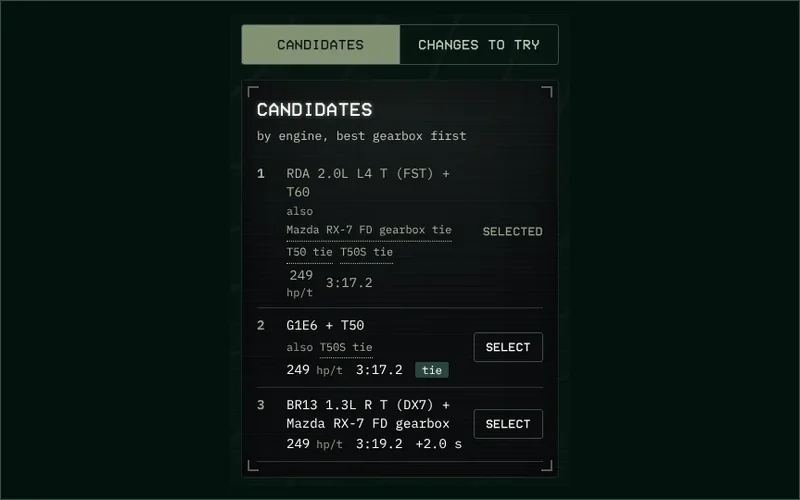 CANDIDATES
CHANGES TO TRY
CANDIDATES
by engine, best gearbox first
1
RDA 2.0L L4 T (FST) +
T60
also
Mazda RX-7 FD gearbox tie
T50 tie T50S tie
249
hp/t
3:17.2
SELECTED
2
G1E6 + T50
also T50S tie
249 hp/t 3:17.2 tie
SELECT
3
BR13 1.3L R T (DX7) +
Mazda RX-7 FD gearbox
249 hp/t 3:19.2 +2.0 s
SELECT